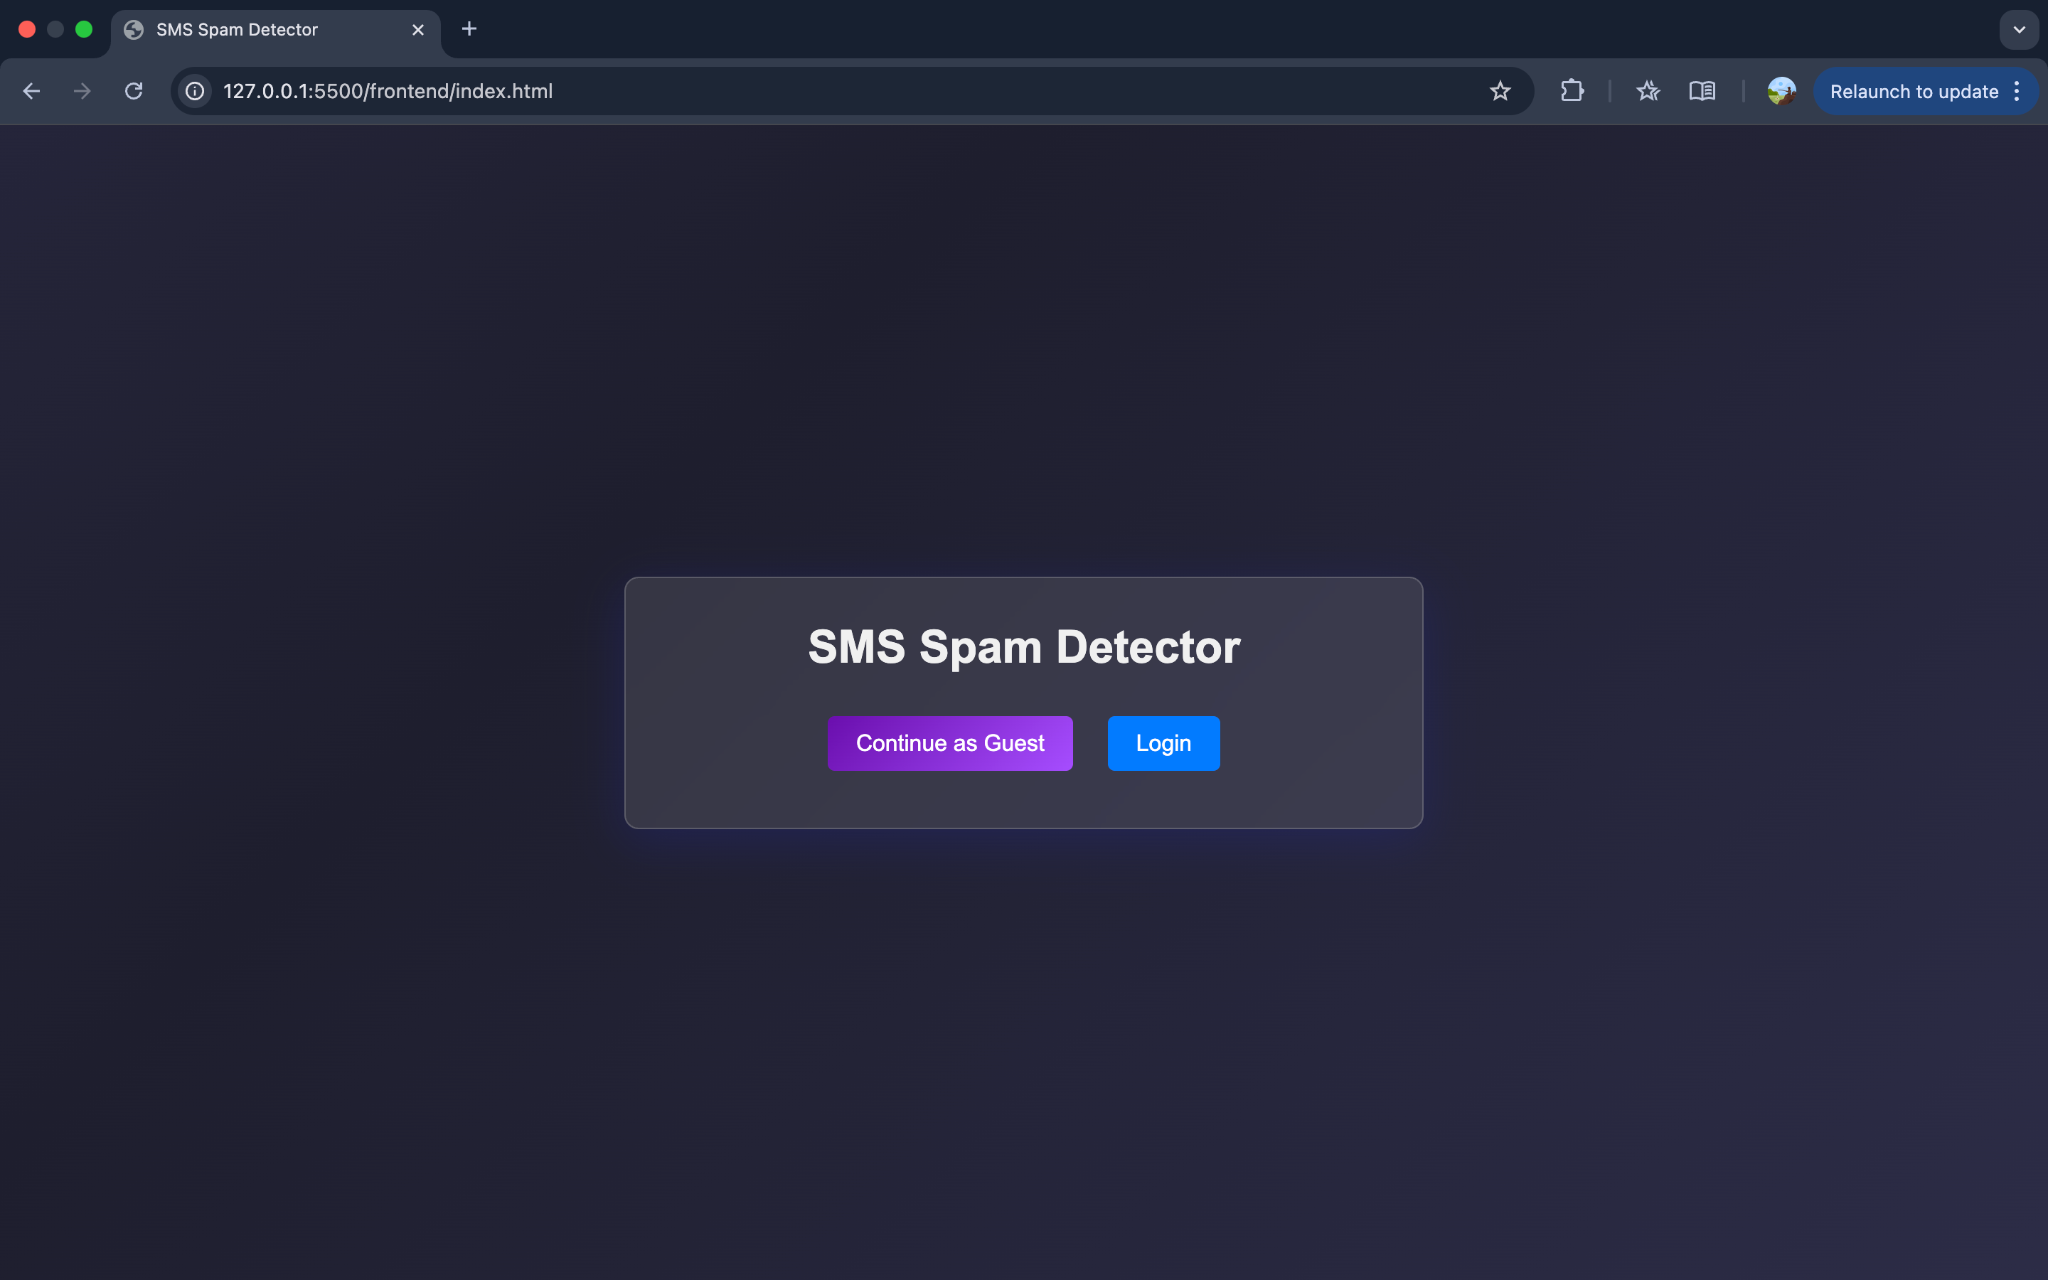 SMS Spam Detector
127.0.0.1:5500/frontend/index.html
Relaunch to update
SMS Spam Detector
Continue as Guest
Login